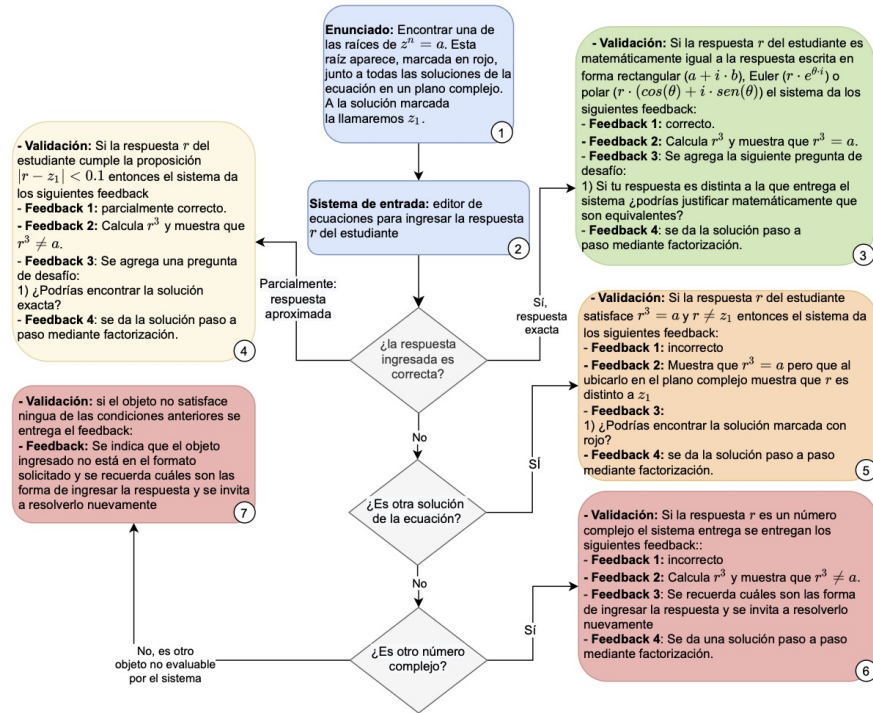 Enunciado: Encontrar una de
las raíces de $z^n = a$. Esta
raíz aparece, marcada en rojo,
junto a todas las soluciones de la
ecuación en un plano complejo.
A la solución marcada
la llamaremos $z_1$.
1
Sistema de entrada: editor de
ecuaciones para ingresar la respuesta
$r$ del estudiante
2
- Validación: Si la respuesta $r$ del estudiante es
matemáticamente igual a la respuesta escrita en
forma rectangular $(a + i \cdot b)$, Euler $(r \cdot e^{\theta \cdot i})$ o
polar $(r \cdot (cos(\theta) + i \cdot sen(\theta))$ el sistema da los
siguientes feedback:
- Feedback 1: correcto.
- Feedback 2: Calcula $r^3$ y muestra que $r^3 = a$.
- Feedback 3: Se agrega la siguiente pregunta de
desafío:
1) Si tu respuesta es distinta a la que entrega el
sistema ¿podrías justificar matemáticamente que
son equivalentes?
- Feedback 4: se da la solución paso a
paso mediante factorización.
3
- Validación: Si la respuesta $r$ del
estudiante cumple la proposición
$|r - z_1| < 0.1$ entonces el sistema da
los siguientes feedback
- Feedback 1: parcialmente correcto.
- Feedback 2: Calcula $r^3$ y muestra que
$r^3 \neq a$.
- Feedback 3: Se agrega una pregunta
de desafío:
1) ¿Podrías encontrar la solución
exacta?
- Feedback 4: se da la solución paso a
paso mediante factorización.
4
Parcialmente:
respuesta
aproximada
Sí,
respuesta
exacta
¿la respuesta
ingresada es
correcta?
No
- Validación: Si la respuesta $r$ del estudiante
satisface $r^3 = a$ y $r \neq z_1$ entonces el sistema da
los siguientes feedback:
- Feedback 1: incorrecto
- Feedback 2: Muestra que $r^3 = a$ pero que al
ubicarlo en el plano complejo muestra que $r$ es
distinto a $z_1$
- Feedback 3:
1) ¿Podrías encontrar la solución marcada con
rojo?
- Feedback 4: se da la solución paso a paso
mediante factorización.
5
SÍ
¿Es otra solución
de la ecuación?
No
- Validación: si el objeto no satisface
ningua de las condiciones anteriores se
entrega el feedback:
- Feedback: Se indica que el objeto
ingresado no está en el formato
solicitado y se recuerda cuáles son las
forma de ingresar la respuesta y se invita
a resolverlo nuevamente
7
- Validación: Si la respuesta $r$ es un número
complejo el sistema entrega se entregan los
siguientes feedback::
- Feedback 1: incorrecto
- Feedback 2: Calcula $r^3$ y muestra que $r^3 \neq a$.
- Feedback 3: Se recuerda cuáles son las forma
de ingresar la respuesta y se invita a resolverlo
nuevamente
- Feedback 4: Se da una solución paso a paso
mediante factorización.
6
Sí
¿Es otro número
complejo?
No, es otro
objeto no evaluable
por el sistema